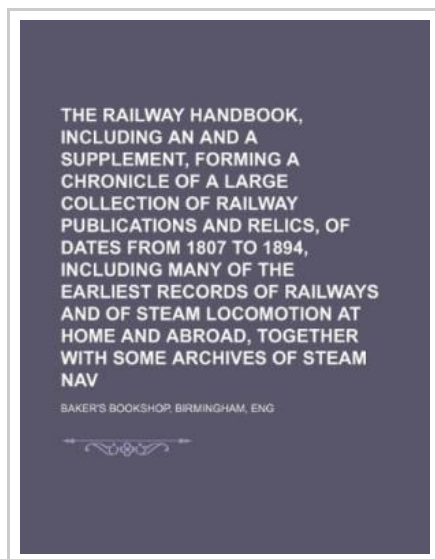 THE RAILWAY HANDBOOK,
INCLUDING AN AND A
SUPPLEMENT, FORMING A
CHRONICLE OF A LARGE
COLLECTION OF RAILWAY
PUBLICATIONS AND RELICS, OF
DATES FROM 1807 TO 1894,
INCLUDING MANY OF THE
EARLIEST RECORDS OF RAILWAYS
AND OF STEAM LOCOMOTION AT
HOME AND ABROAD, TOGETHER
WITH SOME ARCHIVES OF STEAM
NAV
BAKER'S BOOKSHOP, BIRMINGHAM, ENG